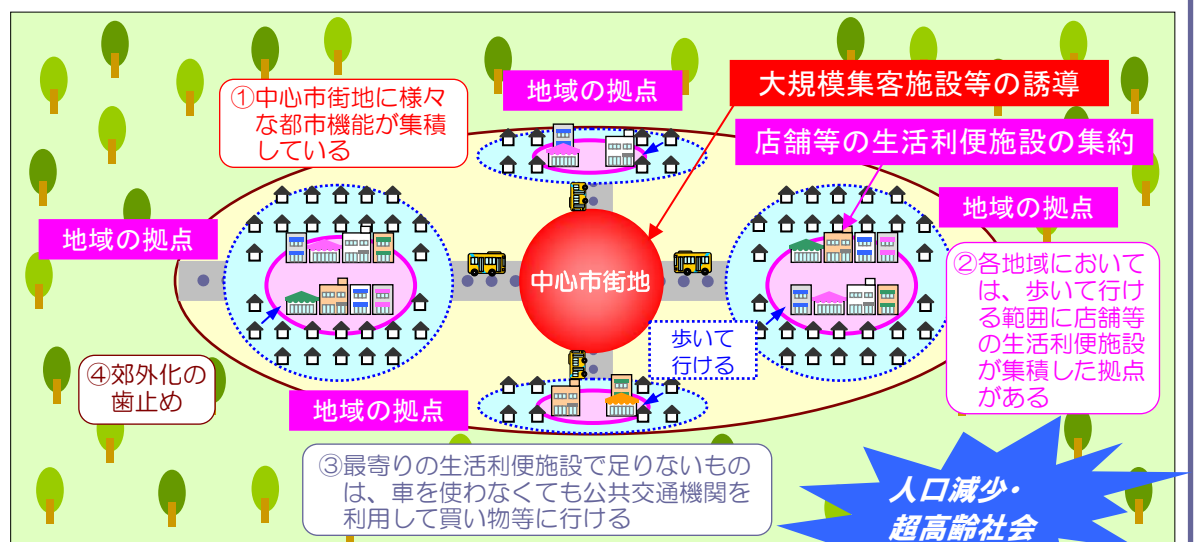 地域の拠点
大規模集客施設等の誘導
①中心市街地に様々
な都市機能が集積
している
店舗等の生活利便施設の集約
地域の拠点
地域の拠点
中心市街地
②各地域において
は、歩いて行け
る範囲に店舗等
の生活利便施設
が集積した拠点
がある
歩いて
行ける
④郊外化の
歯止め
地域の拠点
③最寄りの生活利便施設で足りないもの
は、車を使わなくても公共交通機関を
利用して買い物等に行ける
人口減少・
超高齢社会